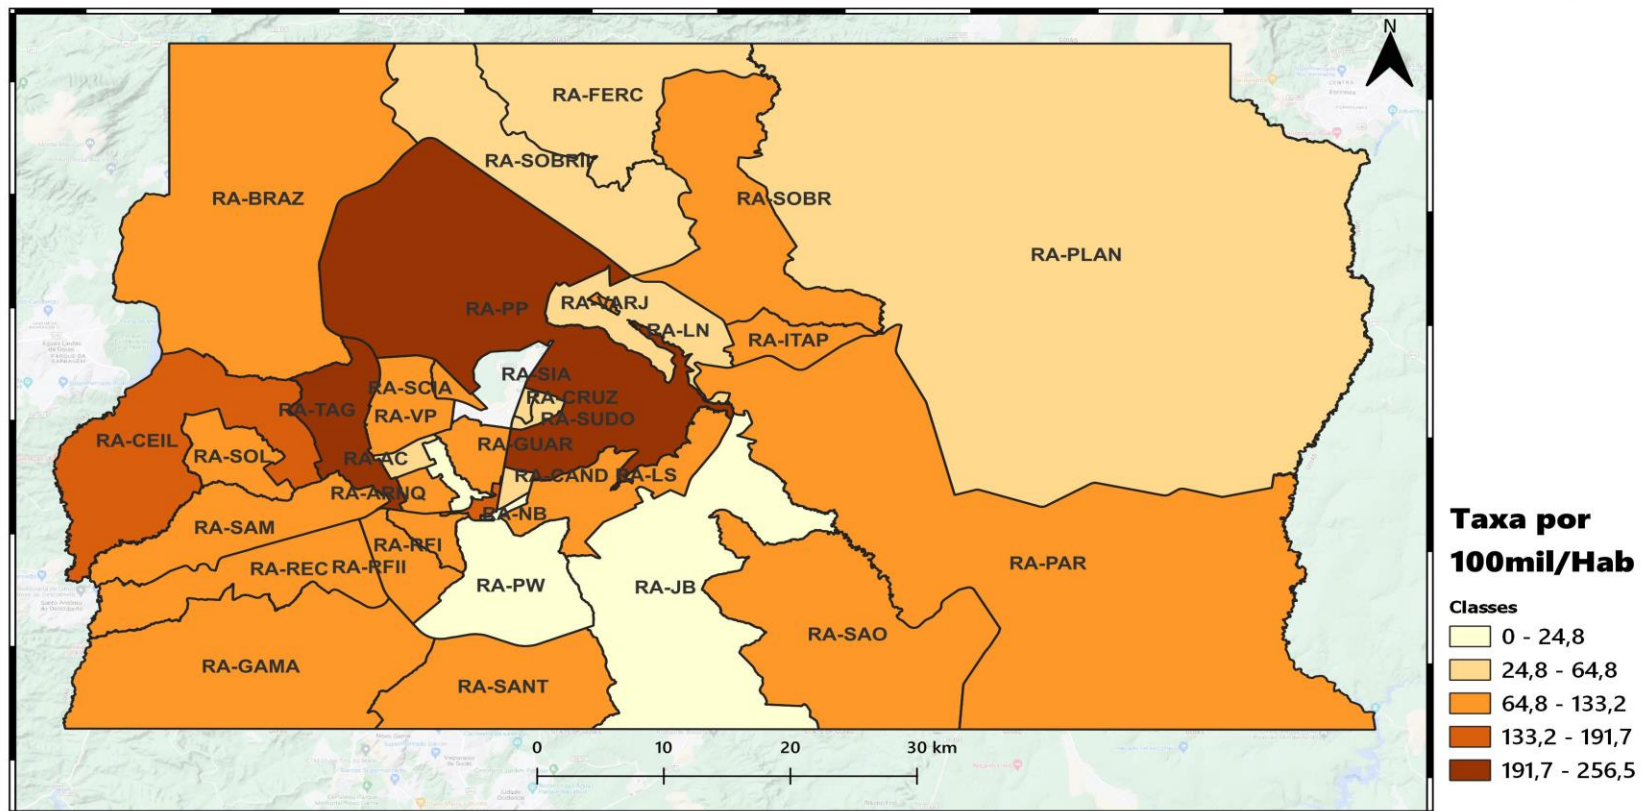 N
RA-FERC
RA-SOBRII
RA-BRAZ
RA-SOBR
RA-PLAN
RA-PP
RA-VARJ
RA-LN
RA-ITAP
RA-SIA
RA-SCIA
RA-CRUZ
RA-TAG
RA-VP
RA-SUDO
RA-CEIL
RA-GUAR
RA-SOL
RA-AC
RA-CAND
RA-LS
RA-ARNQ
RA-NB
RA-SAM
RA-RFI
RA-REC
RA-RFII
RA-PW
RA-JB
RA-PAR
RA-SAO
RA-GAMA
RA-SANT
0 10 20 30 km
Taxa por
100mil/Hab
Classes
0 - 24,8
24,8 - 64,8
64,8 - 133,2
133,2 - 191,7
191,7 - 256,5